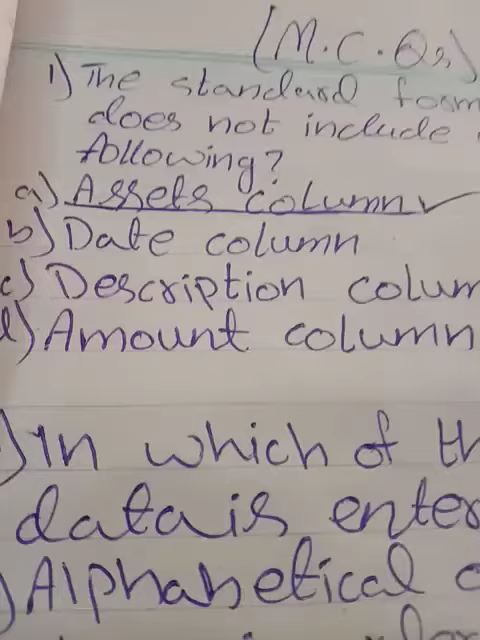 (M.C.Qs)
1) The standard form
does not include
following?
a) Assets column ✓
b) Date column
c) Description colum
d) Amount column
) In which of th
data is enter
) Alphabetical